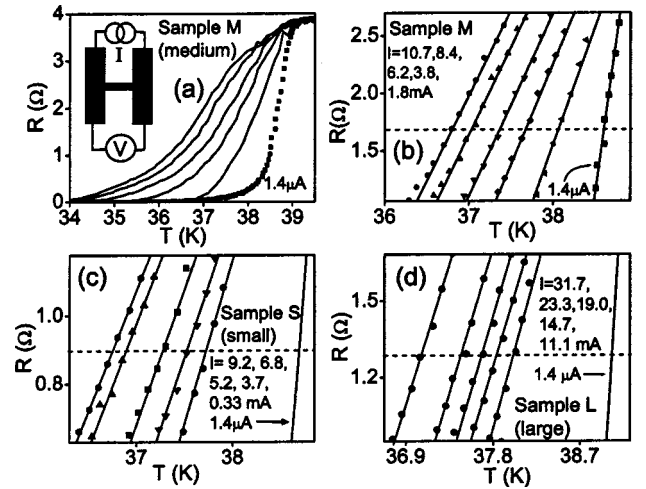 4
3
2
1
0
R (Ω)
34 35 36 37 38 39
T (K)
I
V
Sample M
(medium)
(a)
1.4μA
2.5
2.0
1.5
R(Ω)
36 37 38
T (K)
Sample M
I=10.7,8.4,
6.2,3.8,
1.8mA
(b)
1.4μA
1.0
0.8
R (Ω)
37 38
T (K)
(c)
Sample S
(small)
I= 9.2, 6.8,
5.2, 3.7,
0.33 mA
1.4μA
1.5
1.2
R (Ω)
36.9 37.8 38.7
T (K)
(d)
I=31.7,
23.3,19.0,
14.7,
11.1 mA
1.4 μA
Sample L
(large)